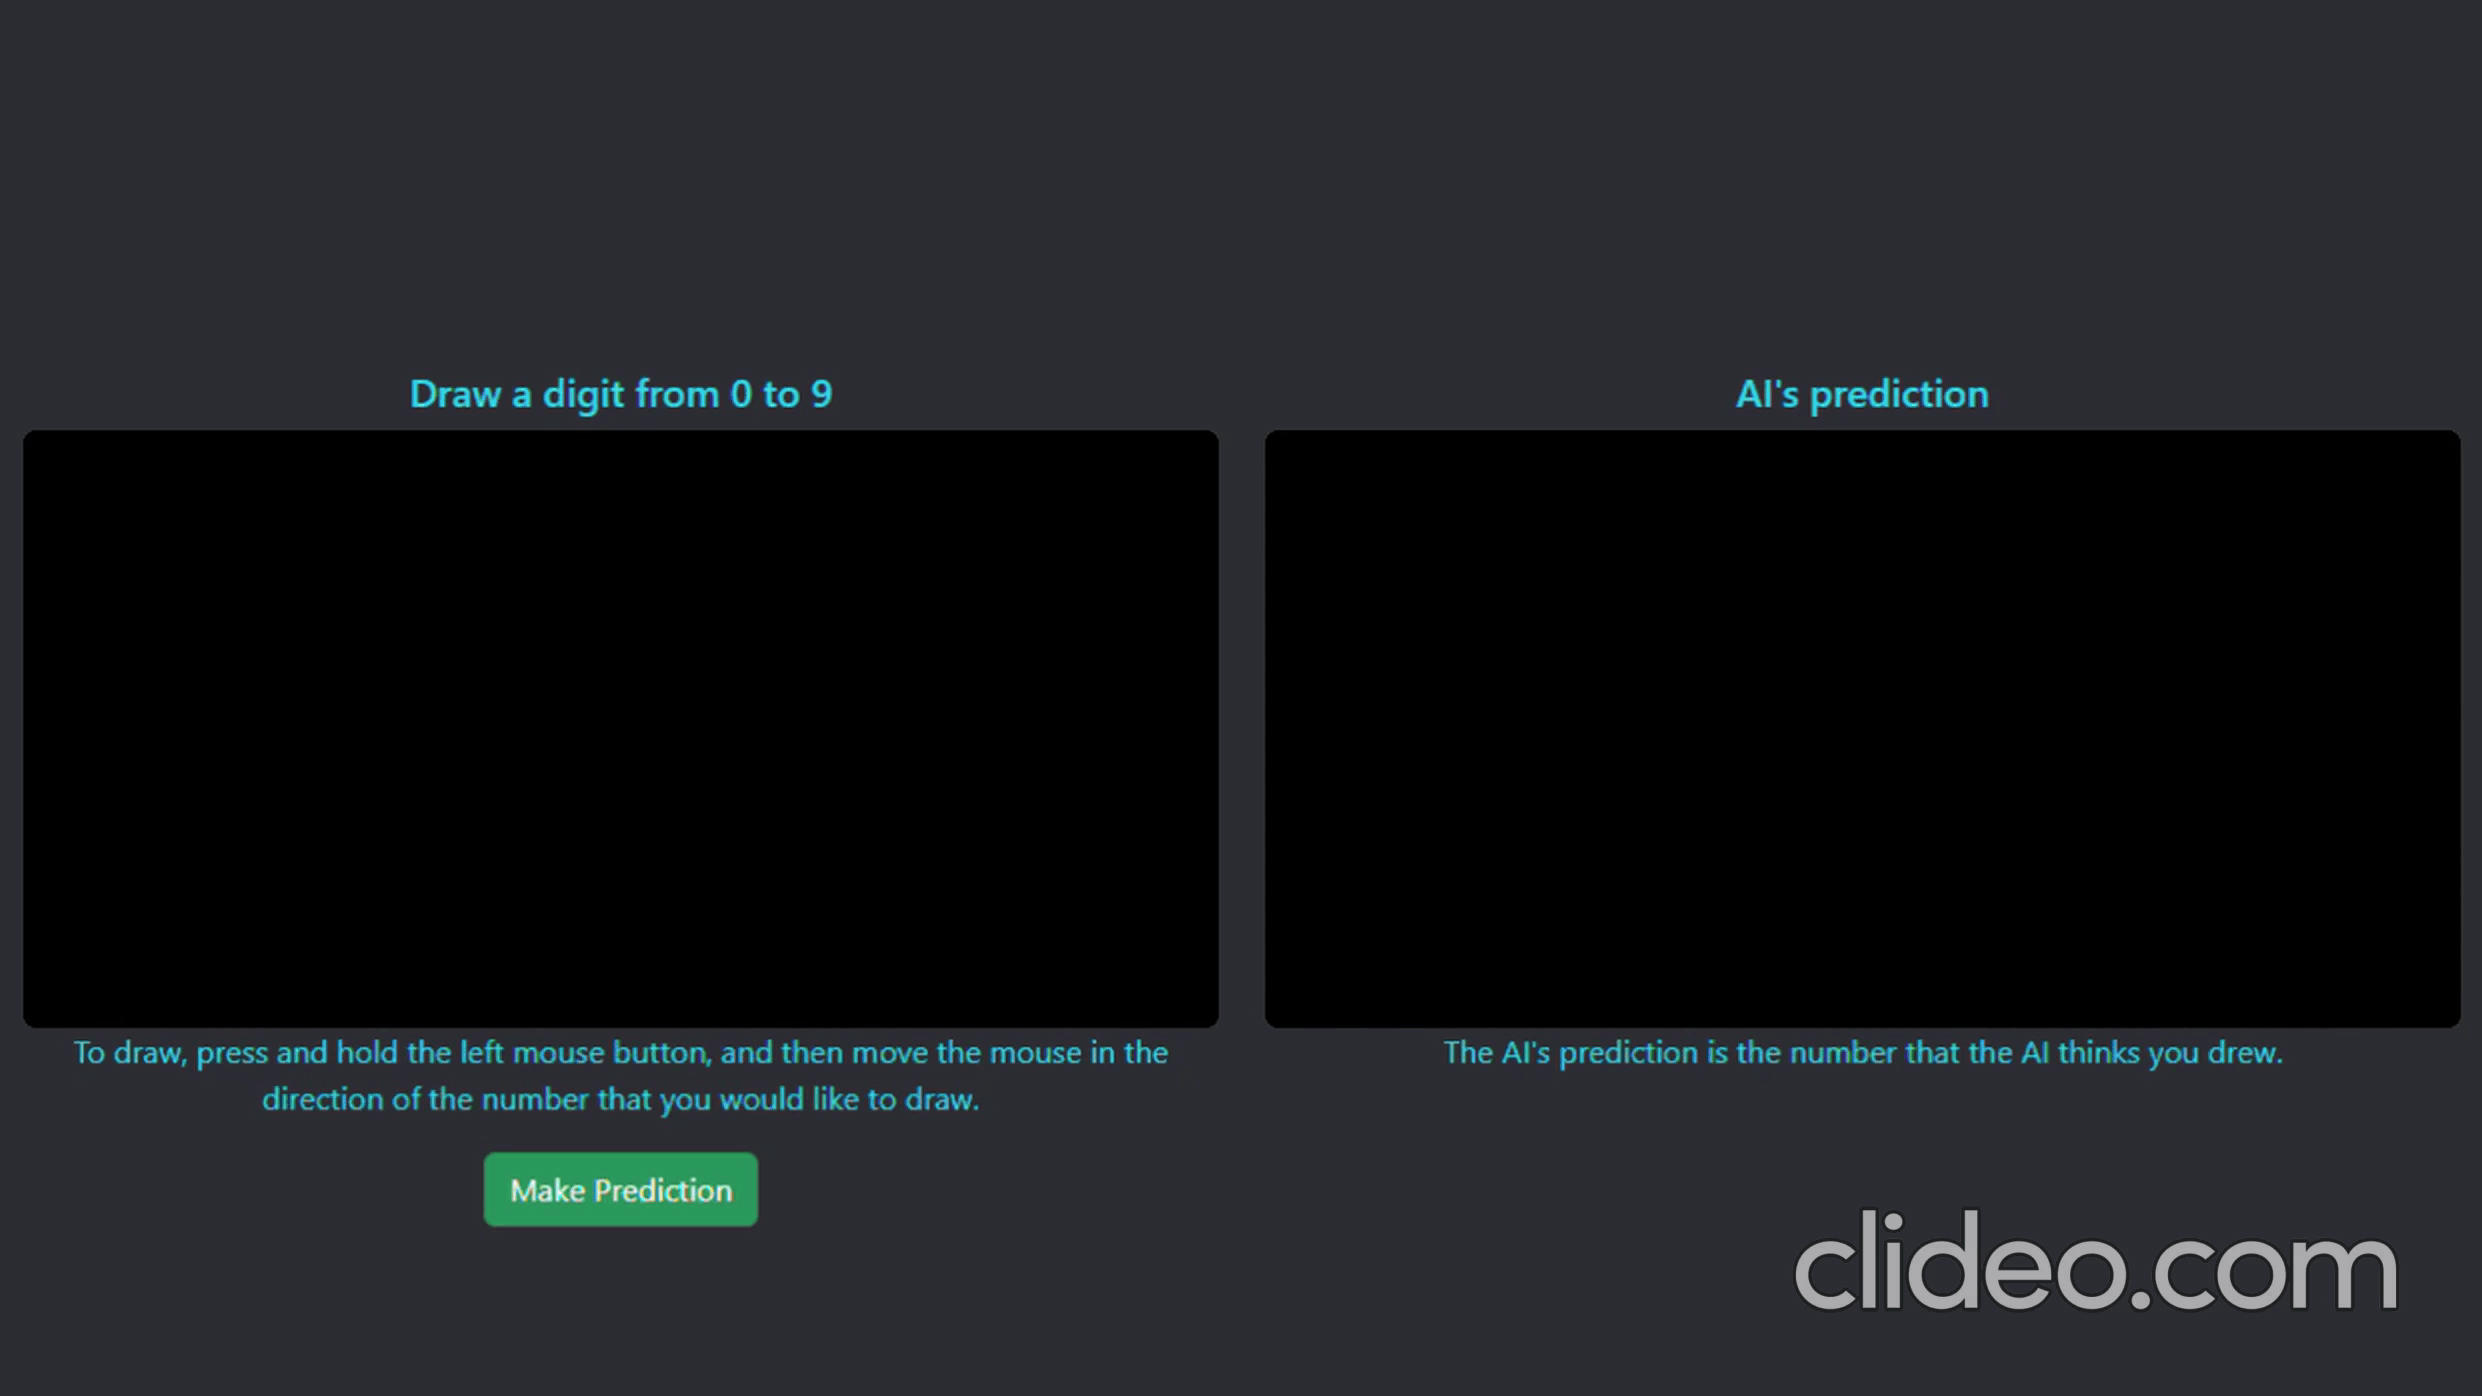 Draw a digit from 0 to 9
To draw, press and hold the left mouse button, and then move the mouse in the
direction of the number that you would like to draw.
Make Prediction
AI's prediction
The AI's prediction is the number that the AI thinks you drew.
clideo.com